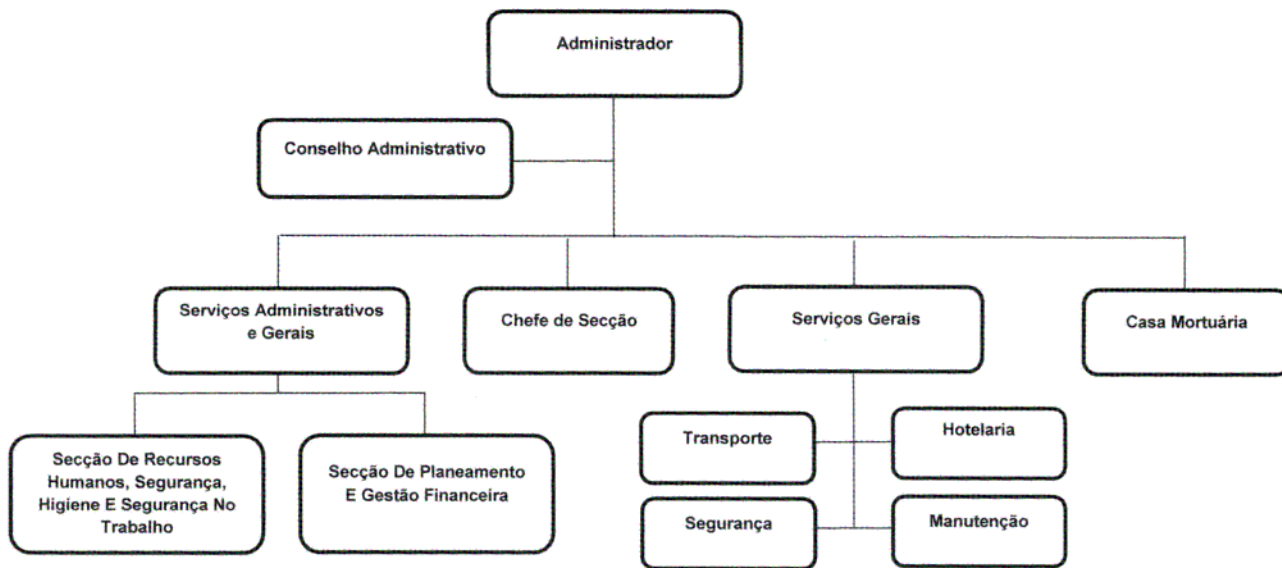 Administrador
Conselho Administrativo
Serviços Administrativos
e Gerais
Chefe de Secção
Serviços Gerais
Casa Mortuária
Transporte
Hotelaria
Secção De Recursos
Humanos, Segurança,
Higiene E Segurança No
Trabalho
Secção De Planeamento
E Gestão Financeira
Segurança
Manutenção